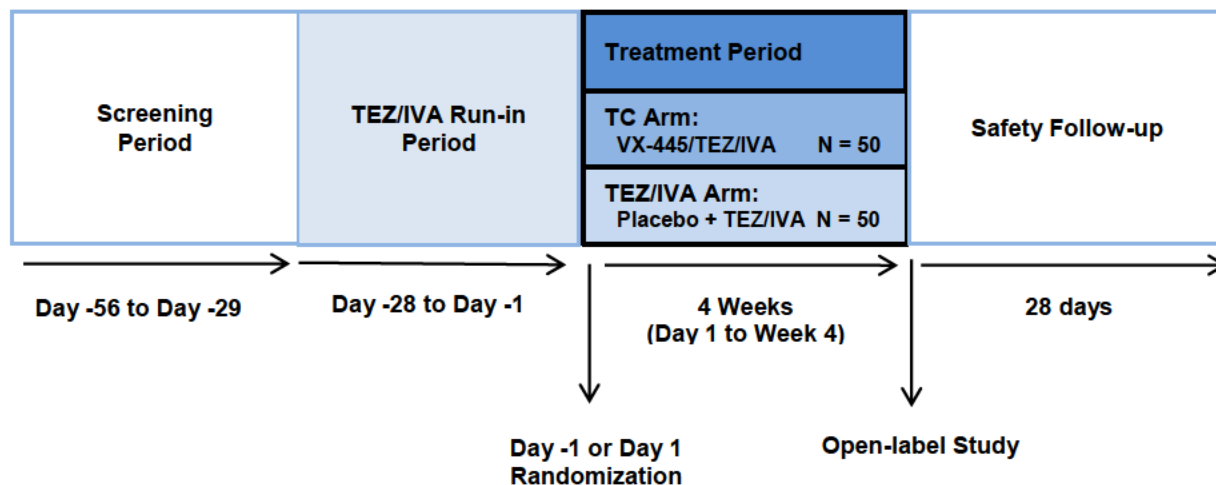 Screening
Period
TEZ/IVA Run-in
Period
Treatment Period
TC Arm:
VX-445/TEZ/IVA N = 50
TEZ/IVA Arm:
Placebo + TEZ/IVA N = 50
Safety Follow-up
Day -56 to Day -29
Day -28 to Day -1
4 Weeks
(Day 1 to Week 4)
28 days
Day -1 or Day 1
Randomization
Open-label Study